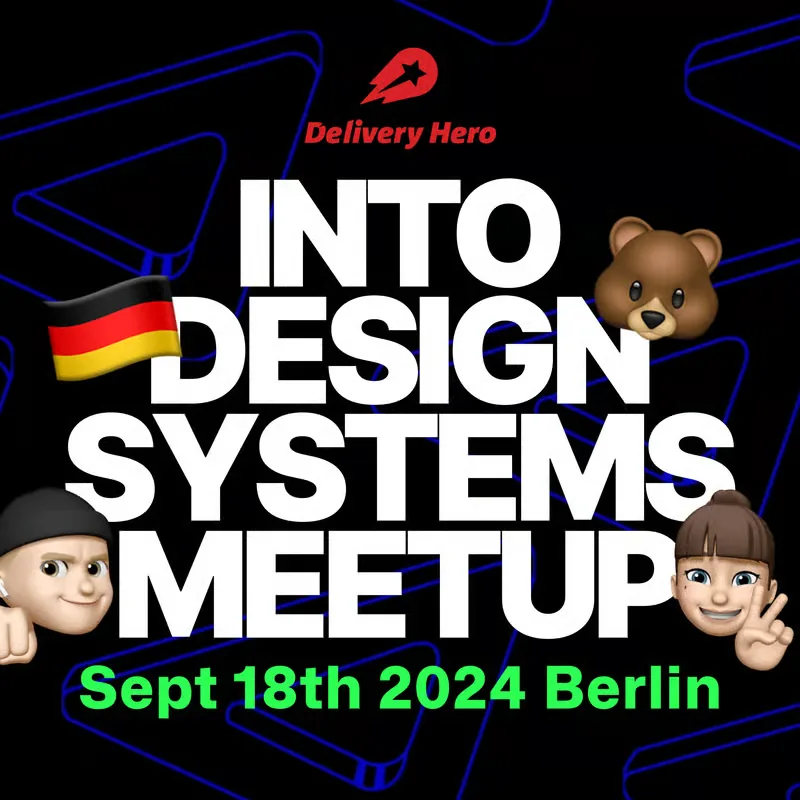 Delivery Hero
INTO
DESIGN
SYSTEMS
MEETUP
Sept 18th 2024 Berlin